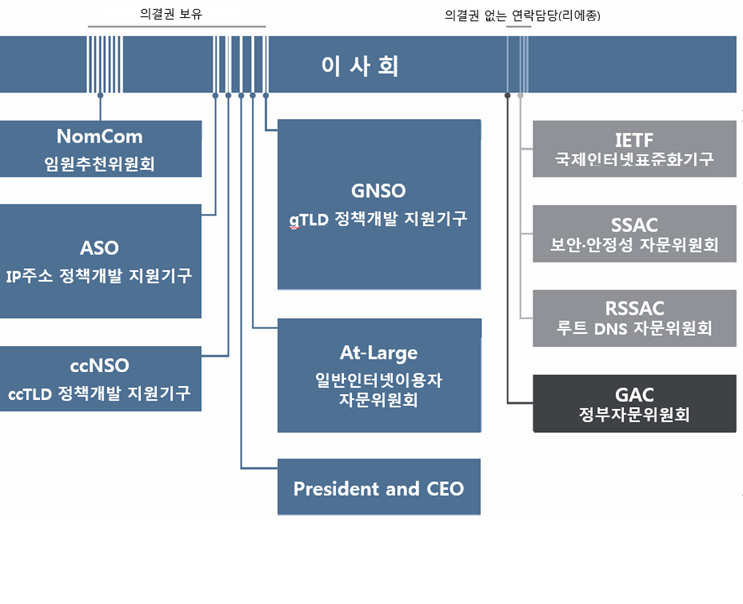 의결권 보유
의결권 없는 연락담당(리에종)
이 사 회
NomCom
임원추천위원회
ASO
IP주소 정책개발 지원기구
ccNSO
ccTLD 정책개발 지원기구
GNSO
gTLD 정책개발 지원기구
At-Large
일반인터넷이용자
자문위원회
President and CEO
IETF
국제인터넷표준화기구
SSAC
보안·안정성 자문위원회
RSSAC
루트 DNS 자문위원회
GAC
정부자문위원회